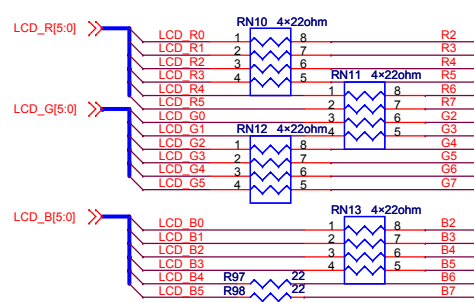 RN10 4×22ohm
LCD_R[5:0]
LCD_R0 1 8 R2
LCD_R1 2 7 R3
LCD_R2 3 6 R4
LCD_R3 4 5 R5
RN11 4×22ohm
LCD_R4 1 8 R6
LCD_R5 2 7 R7
LCD_G[5:0]
LCD_G0 3 6 G2
LCD_G1 4 5 G3
RN12 4×22ohm
LCD_G2 1 8 G4
LCD_G3 2 7 G5
LCD_G4 3 6 G6
LCD_G5 4 5 G7
RN13 4×22ohm
LCD_B[5:0]
LCD_B0 1 8 B2
LCD_B1 2 7 B3
LCD_B2 3 6 B4
LCD_B3 4 5 B5
LCD_B4 R97 22 B6
LCD_B5 R98 22 B7